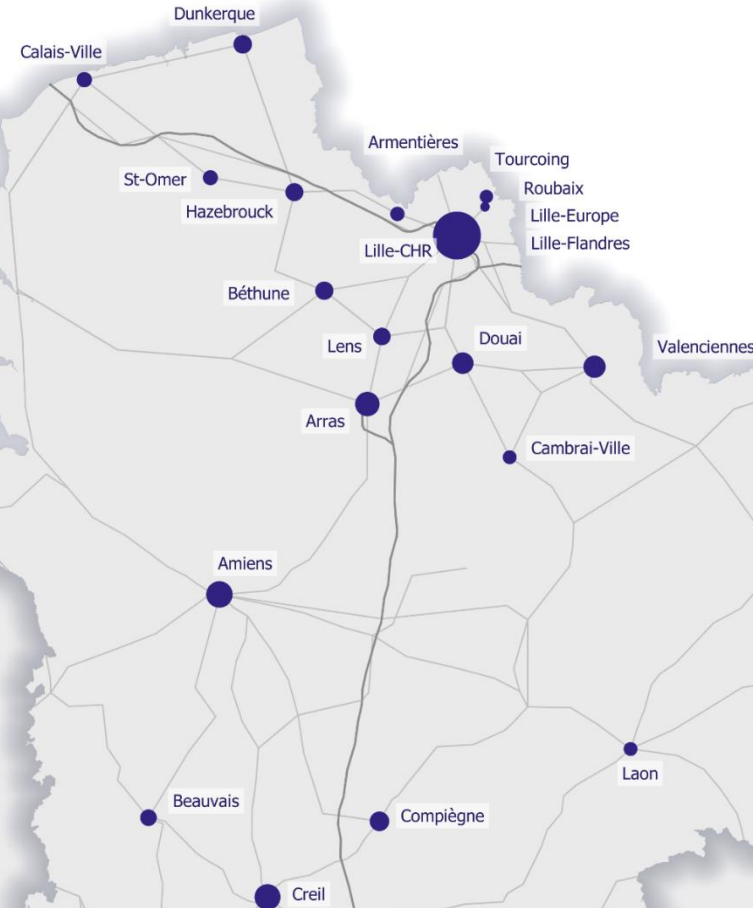 Dunkerque
Calais-Ville
Armentières
Tourcoing
St-Omer
Roubaix
Hazebrouck
Lille-Europe
Lille-CHR
Lille-Flandres
Béthune
Lens
Douai
Valenciennes
Arras
Cambrai-Ville
Amiens
Laon
Beauvais
Compiègne
Creil